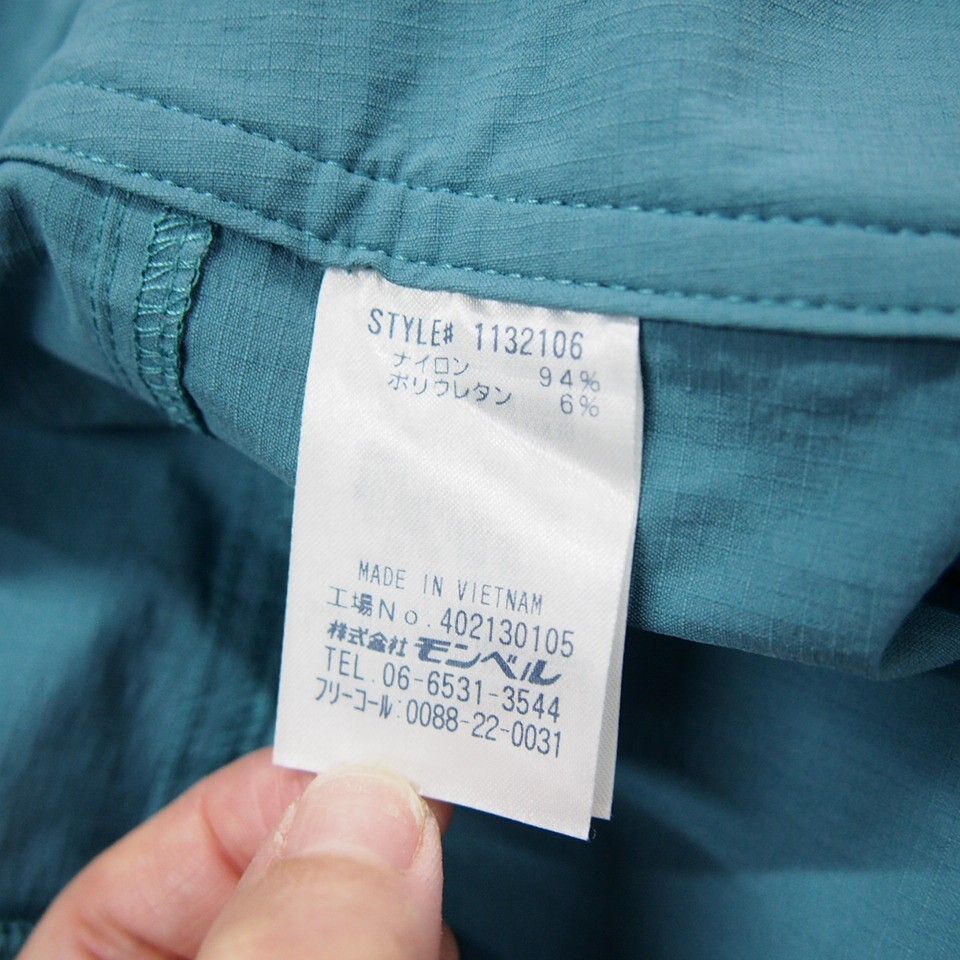 STYLE# 1132106
ナイロン 94%
ポリウレタン 6%
MADE IN VIETNAM
工場No.402130105
株式会社モンベル
TEL.06-6531-3544
フリーコール:0088-22-0031